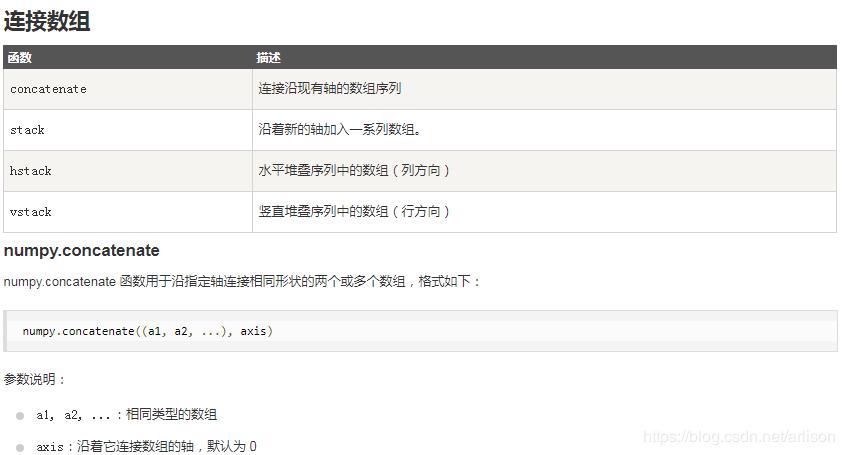 连接数组
函数 描述
concatenate 连接沿现有轴的数组序列
stack 沿着新的轴加入一系列数组。
hstack 水平堆叠序列中的数组（列方向）
vstack 竖直堆叠序列中的数组（行方向）
numpy.concatenate
numpy.concatenate 函数用于沿指定轴连接相同形状的两个或多个数组，格式如下：
numpy.concatenate((a1, a2, ...), axis)
参数说明：
a1, a2, ...：相同类型的数组
axis：沿着它连接数组的轴，默认为 0
https://blog.csdn.net/arlison